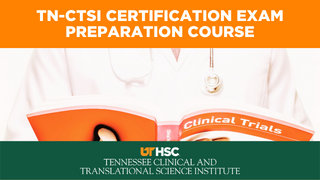 TN-CTSI CERTIFICATION EXAM
PREPARATION COURSE
Clinical Trials
UTHSC
TENNESSEE CLINICAL AND
TRANSLATIONAL SCIENCE INSTITUTE